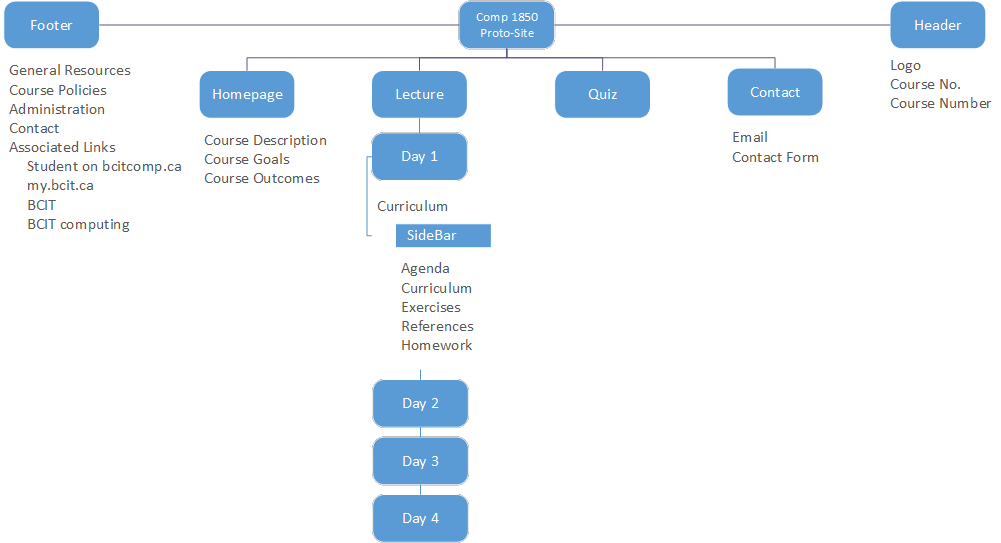 Footer
Comp 1850
Proto-Site
Header
General Resources
Course Policies
Administration
Contact
Associated Links
Student on bcitcomp.ca
my.bcit.ca
BCIT
BCIT computing
Homepage
Course Description
Course Goals
Course Outcomes
Lecture
Day 1
Curriculum
SideBar
Agenda
Curriculum
Exercises
References
Homework
Day 2
Day 3
Day 4
Quiz
Contact
Email
Contact Form
Logo
Course No.
Course Number